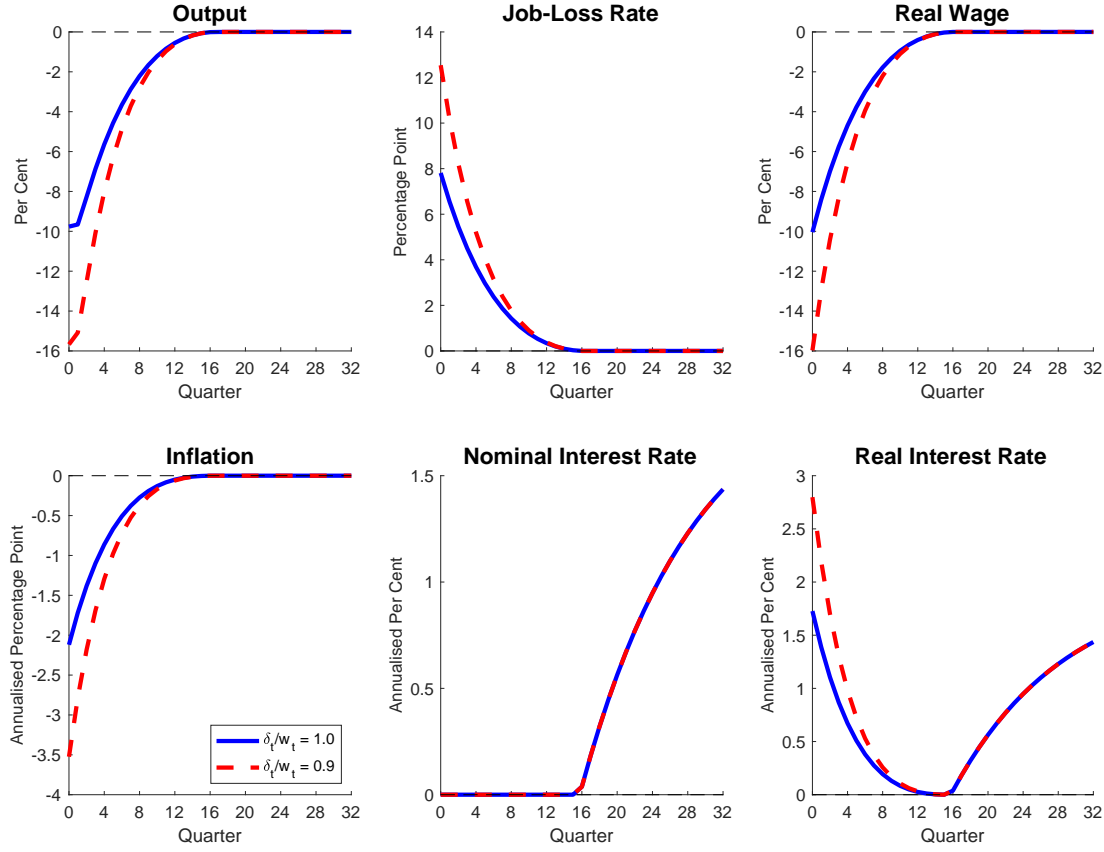 Output
Job-Loss Rate
Real Wage
Per Cent
0
-2
-4
-6
-8
-10
-12
-14
-16
0 4 8 12 16 20 24 28 32
Quarter
Percentage Point
14
12
10
8
6
4
2
0
0 4 8 12 16 20 24 28 32
Quarter
Per Cent
0
-2
-4
-6
-8
-10
-12
-14
-16
0 4 8 12 16 20 24 28 32
Quarter
Inflation
Nominal Interest Rate
Real Interest Rate
Annualised Percentage Point
0
-0.5
-1
-1.5
-2
-2.5
-3
-3.5
-4
δt/wt = 1.0
δt/wt = 0.9
0 4 8 12 16 20 24 28 32
Quarter
Annualised Per Cent
1.5
1
0.5
0
0 4 8 12 16 20 24 28 32
Quarter
Annualised Per Cent
3
2.5
2
1.5
1
0.5
0
0 4 8 12 16 20 24 28 32
Quarter